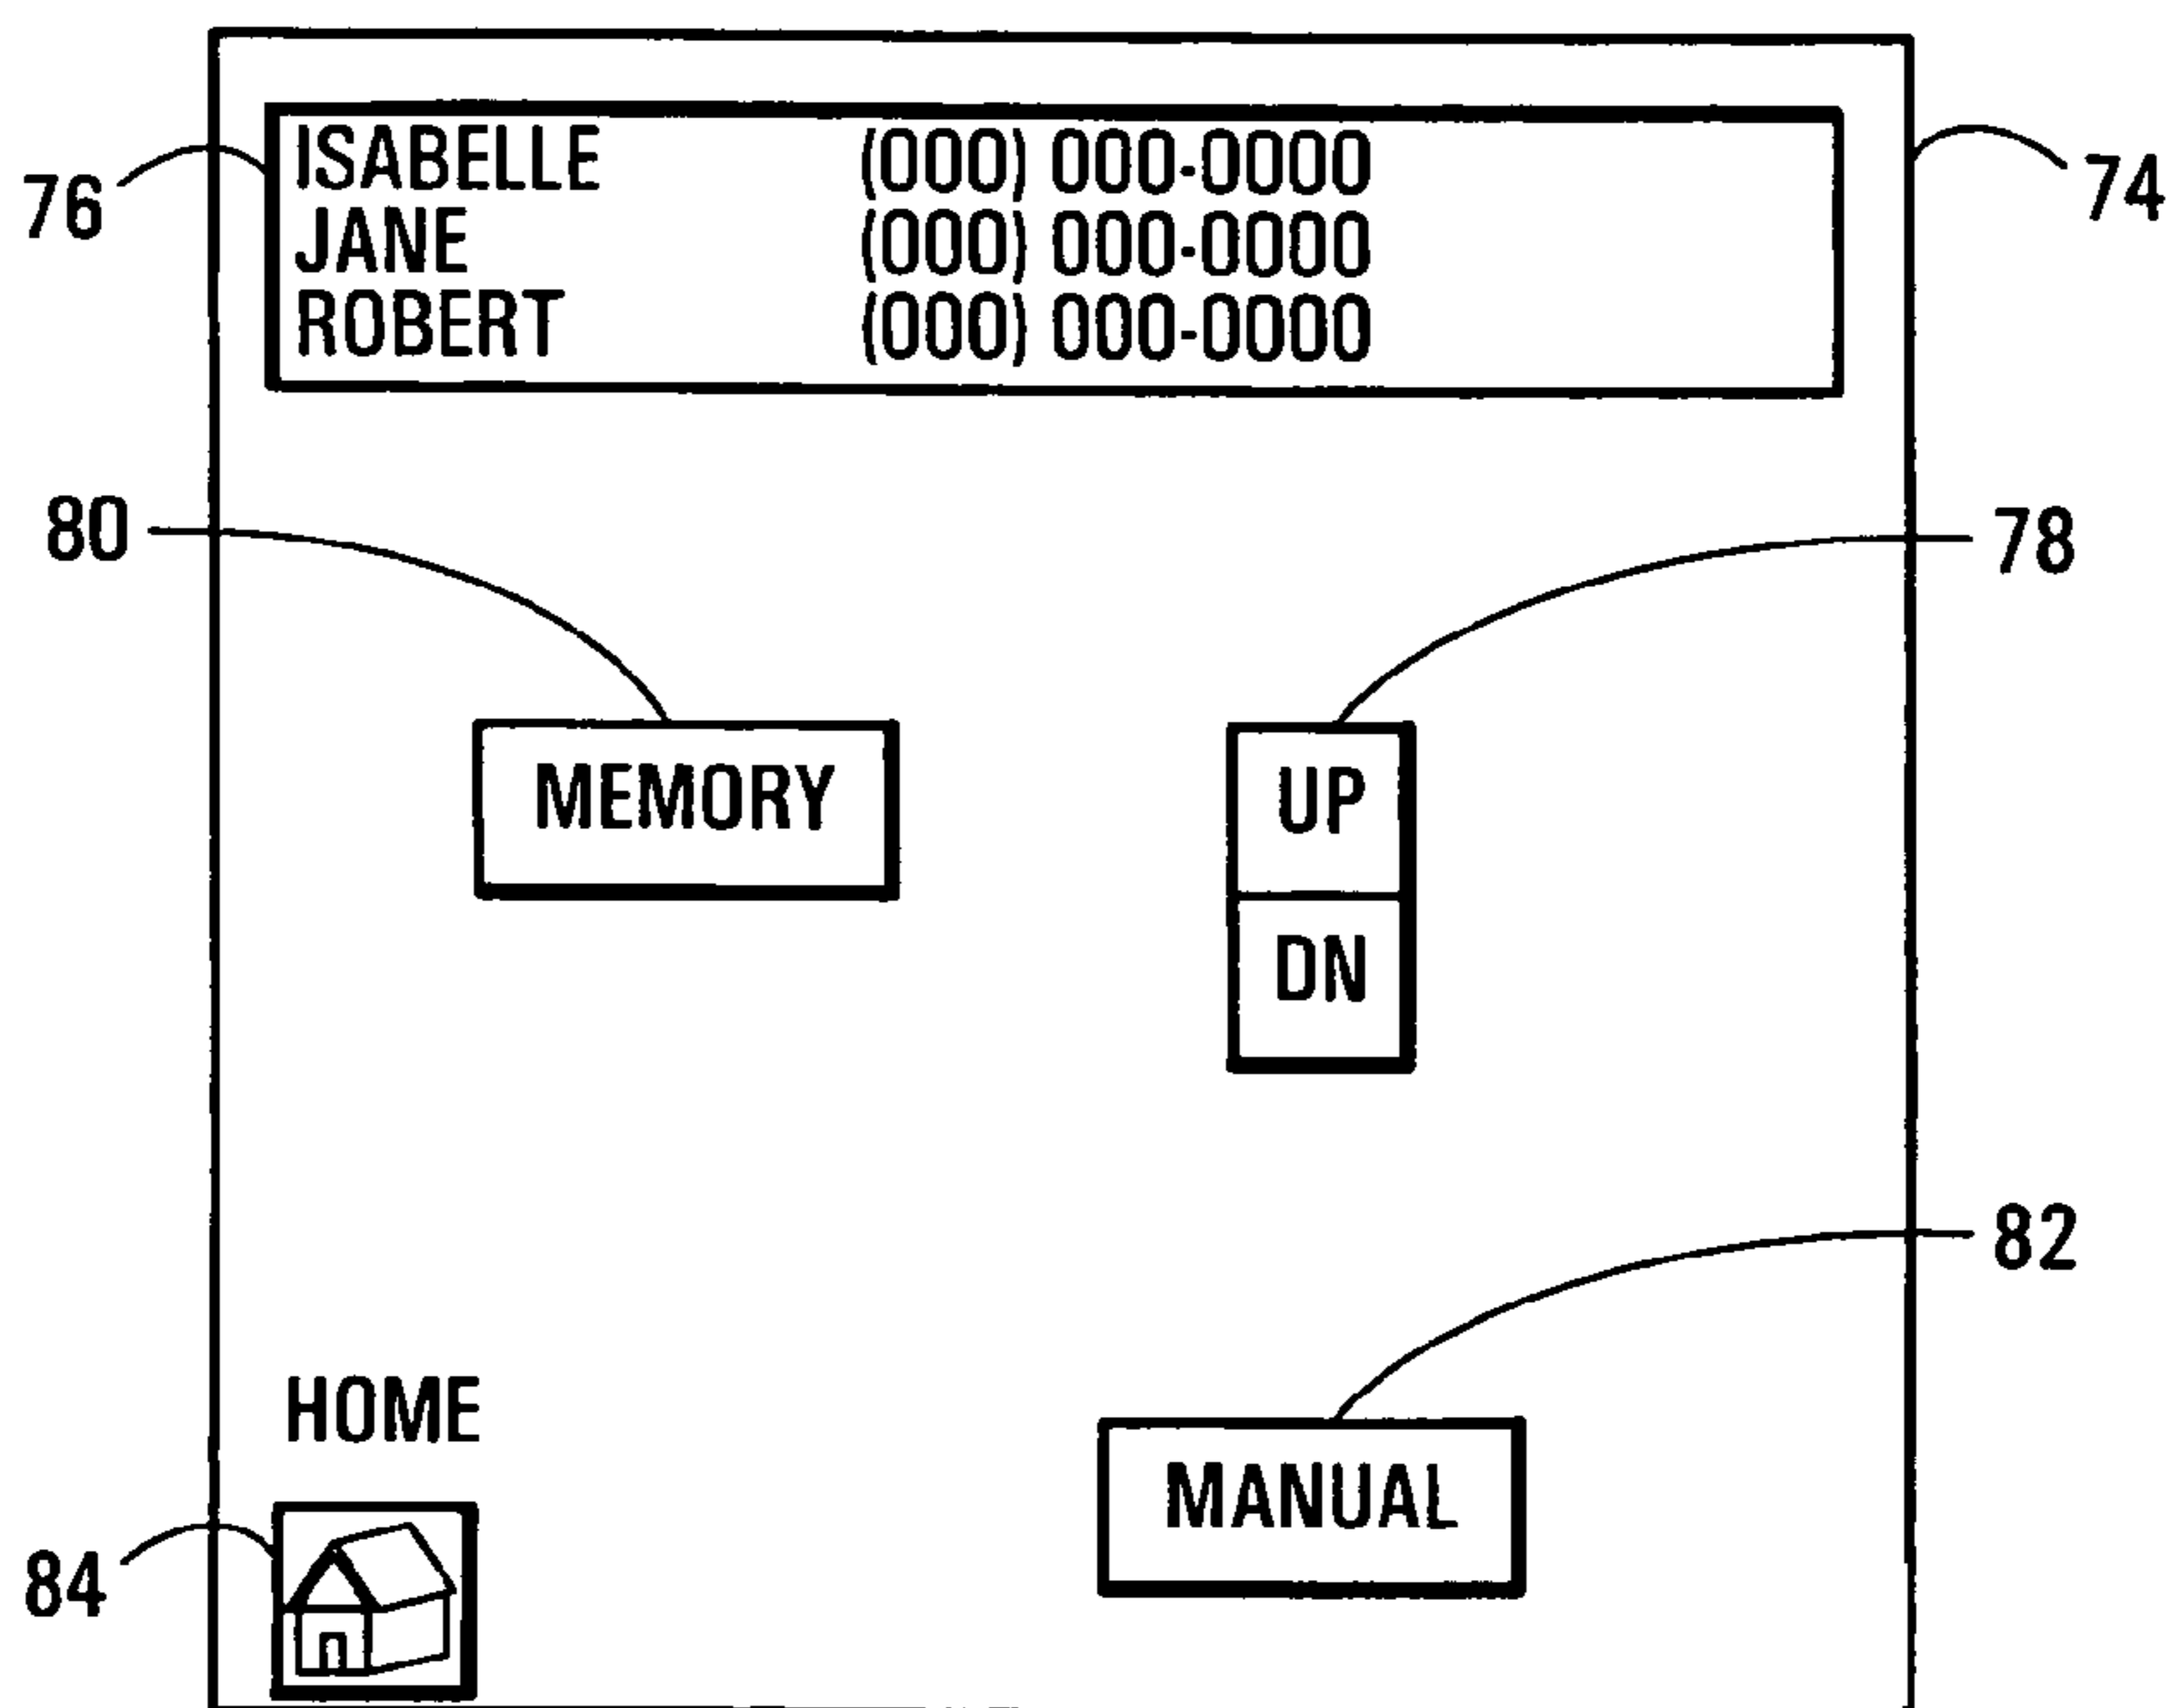 ISABELLE (000) 000-0000
JANE (000) 000-0000
ROBERT (000) 000-0000
76
74
80
78
MEMORY
UP
DN
82
HOME
MANUAL
84